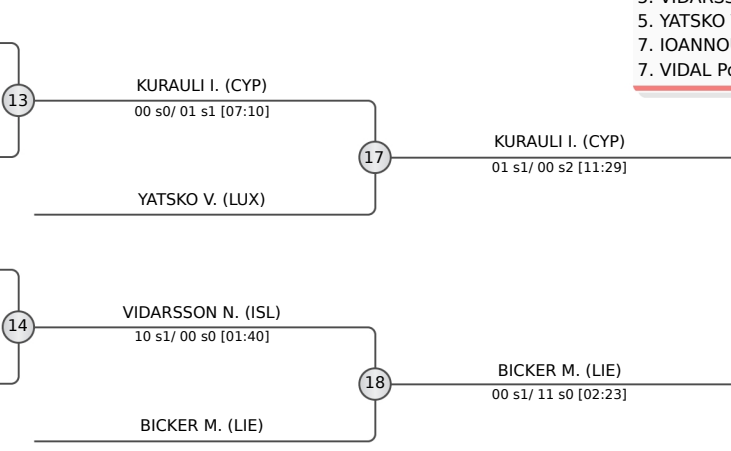 5. YATSKO
7. IOANNO
7. VIDAL
13
KURAULI I. (CYP)
00 s0/ 01 s1 [07:10]
17
KURAULI I. (CYP)
01 s1/ 00 s2 [11:29]
YATSKO V. (LUX)
14
VIDARSSON N. (ISL)
10 s1/ 00 s0 [01:40]
18
BICKER M. (LIE)
00 s1/ 11 s0 [02:23]
BICKER M. (LIE)